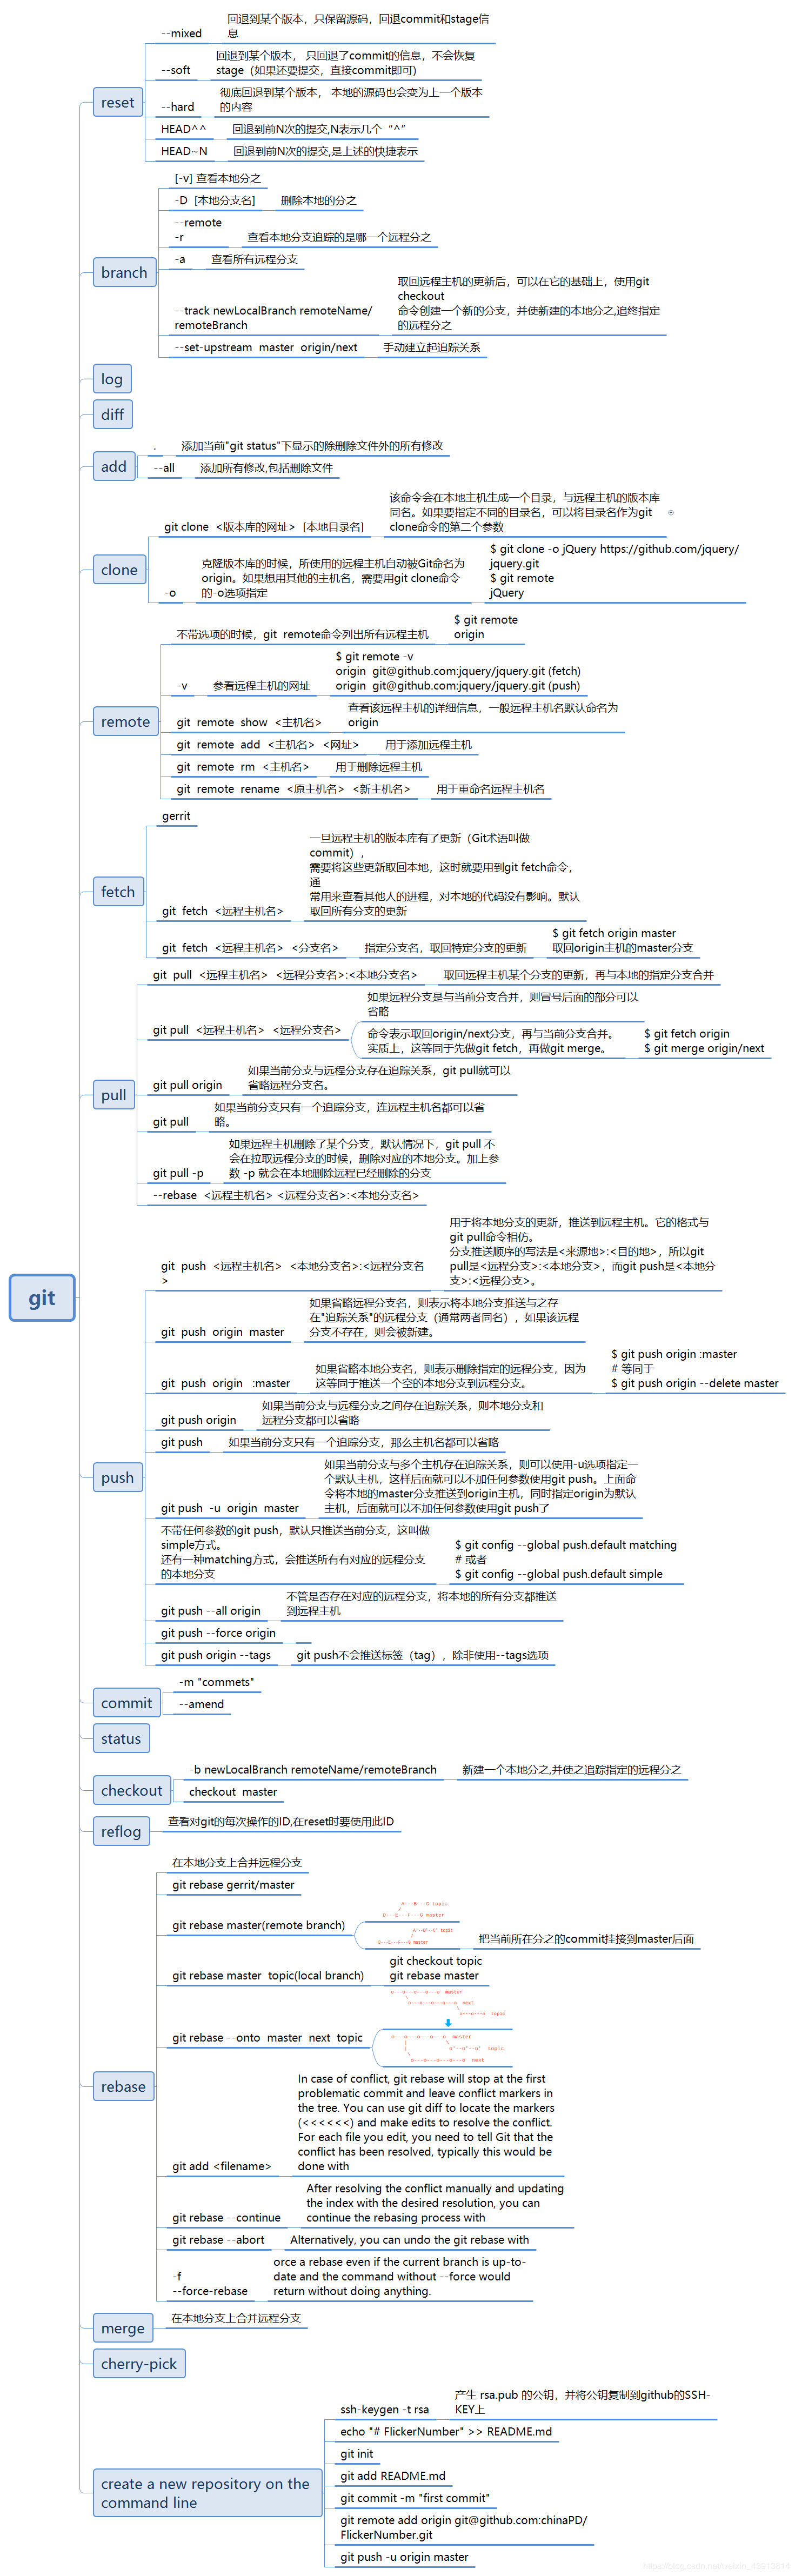 git
reset
--mixed
回退到某个版本，只保留源码，回退commit和stage信
息
--soft
回退到某个版本， 只回退了commit的信息，不会恢复
stage（如果还要提交，直接commit即可)
--hard
彻底回退到某个版本， 本地的源码也会变为上一个版本
的内容
HEAD^^
回退到前N次的提交,N表示几个“^”
HEAD~N
回退到前N次的提交,是上述的快捷表示
branch
[-v] 查看本地分之
-D [本地分支名]
删除本地的分之
--remote
-r
查看本地分支追踪的是哪一个远程分之
-a
查看所有远程分支
--track newLocalBranch remoteName/
remoteBranch
取回远程主机的更新后，可以在它的基础上，使用git
checkout
命令创建一个新的分支，并使新建的本地分之,追终指定
的远程分之
--set-upstream master origin/next
手动建立起追踪关系
log
diff
add
.
添加当前"git status"下显示的除删除文件外的所有修改
--all
添加所有修改,包括删除文件
clone
git clone <版本库的网址> [本地目录名]
该命令会在本地主机生成一个目录，与远程主机的版本库
同名。如果要指定不同的目录名，可以将目录名作为git
clone命令的第二个参数
-o
克隆版本库的时候，所使用的远程主机自动被Git命名为
origin。如果想用其他的主机名，需要用git clone命令
的-o选项指定
$ git clone -o jQuery https://github.com/jquery/
jquery.git
$ git remote
jQuery
remote
不带选项的时候，git remote命令列出所有远程主机
$ git remote
origin
-v
参看远程主机的网址
$ git remote -v
origin git@github.com:jquery/jquery.git (fetch)
origin git@github.com:jquery/jquery.git (push)
git remote show <主机名>
查看该远程主机的详细信息，一般远程主机名默认命名为
origin
git remote add <主机名> <网址>
用于添加远程主机
git remote rm <主机名>
用于删除远程主机
git remote rename <原主机名> <新主机名>
用于重命名远程主机名
fetch
gerrit
git fetch <远程主机名>
一旦远程主机的版本库有了更新（Git术语叫做
commit），
需要将这些更新取回本地，这时就要用到git fetch命令，
通
常用来查看其他人的进程，对本地的代码没有影响。默认
取回所有分支的更新
git fetch <远程主机名> <分支名>
指定分支名，取回特定分支的更新
$ git fetch origin master
取回origin主机的master分支
pull
git pull <远程主机名> <远程分支名>:<本地分支名>
取回远程主机某个分支的更新，再与本地的指定分支合并
git pull <远程主机名> <远程分支名>
如果远程分支是与当前分支合并，则冒号后面的部分可以
省略
命令表示取回origin/next分支，再与当前分支合并。
实质上，这等同于先做git fetch，再做git merge。
$ git fetch origin
$ git merge origin/next
git pull origin
如果当前分支与远程分支存在追踪关系，git pull就可以
省略远程分支名。
git pull
如果当前分支只有一个追踪分支，连远程主机名都可以省
略。
git pull -p
如果远程主机删除了某个分支，默认情况下，git pull 不
会在拉取远程分支的时候，删除对应的本地分支。加上参
数 -p 就会在本地删除远程已经删除的分支
--rebase <远程主机名> <远程分支名>:<本地分支名>
push
git push <远程主机名> <本地分支名>:<远程分支名
>
用于将本地分支的更新，推送到远程主机。它的格式与
git pull命令相仿。
分支推送顺序的写法是<来源地>:<目的地>，所以git
pull是<远程分支>:<本地分支>，而git push是<本地分
支>:<远程分支>。
git push origin master
如果省略远程分支名，则表示将本地分支推送与之存
在"追踪关系"的远程分支（通常两者同名），如果该远程
分支不存在，则会被新建。
git push origin :master
如果省略本地分支名，则表示删除指定的远程分支，因为
这等同于推送一个空的本地分支到远程分支。
$ git push origin :master
# 等同于
$ git push origin --delete master
git push origin
如果当前分支与远程分支之间存在追踪关系，则本地分支和
远程分支都可以省略
git push
如果当前分支只有一个追踪分支，那么主机名都可以省略
git push -u origin master
如果当前分支与多个主机存在追踪关系，则可以使用-u选项指定一
个默认主机，这样后面就可以不加任何参数使用git push。上面命
令将本地的master分支推送到origin主机，同时指定origin为默认
主机，后面就可以不加任何参数使用git push了
不带任何参数的git push，默认只推送当前分支，这叫做
simple方式。
还有一种matching方式，会推送所有有对应的远程分支
的本地分支
$ git config --global push.default matching
# 或者
$ git config --global push.default simple
git push --all origin
不管是否存在对应的远程分支，将本地的所有分支都推送
到远程主机
git push --force origin
git push origin --tags
git push不会推送标签（tag），除非使用--tags选项
commit
-m "commets"
--amend
status
checkout
-b newLocalBranch remoteName/remoteBranch
新建一个本地分之,并使之追踪指定的远程分之
checkout master
reflog
查看对git的每次操作的ID,在reset时要使用此ID
rebase
在本地分支上合并远程分支
git rebase gerrit/master
git rebase master(remote branch)
A---B---C topic
D---E---F---G master
A'--B'--C' topic
D---E---F---G master
把当前所在分之的commit挂接到master后面
git rebase master topic(local branch)
git checkout topic
git rebase master
git rebase --onto master next topic
o---o---o---o---o master
o---o---o---o---o next
o---o---o topic
o---o---o---o---o master
o'--o'--o' topic
o---o---o---o---o next
git add <filename>
In case of conflict, git rebase will stop at the first
problematic commit and leave conflict markers in
the tree. You can use git diff to locate the markers
(<<<<<<) and make edits to resolve the conflict.
For each file you edit, you need to tell Git that the
conflict has been resolved, typically this would be
done with
git rebase --continue
After resolving the conflict manually and updating
the index with the desired resolution, you can
continue the rebasing process with
git rebase --abort
Alternatively, you can undo the git rebase with
-f
--force-rebase
orce a rebase even if the current branch is up-to-
date and the command without --force would
return without doing anything.
merge
在本地分支上合并远程分支
cherry-pick
create a new repository on the
command line
ssh-keygen -t rsa
产生 rsa.pub 的公钥，并将公钥复制到github的SSH-
KEY上
echo "# FlickerNumber" >> README.md
git init
git add README.md
git commit -m "first commit"
git remote add origin git@github.com:chinaPD/
FlickerNumber.git
git push -u origin master